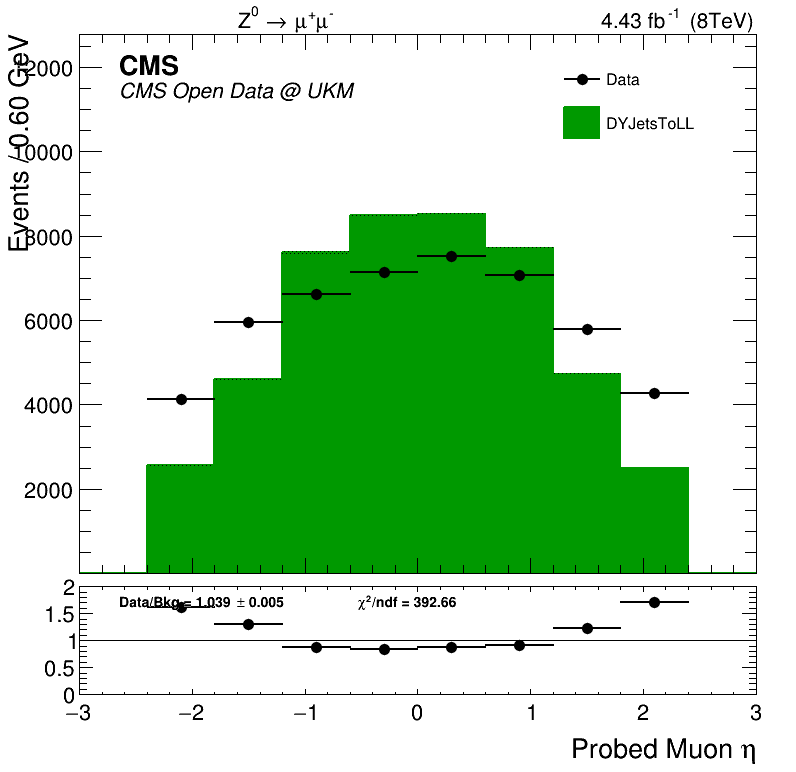 Z⁰ → μ⁺μ⁻
4.43 fb⁻¹ (8TeV)
Events / 0.60 GeV
12000
10000
8000
6000
4000
2000
CMS
CMS Open Data @ UKM
Data
DYJetsToLL
2
1.5
1
0.5
0
Data/Bkg = 1.039 ± 0.005
χ²/ndf = 392.66
−3 −2 −1 0 1 2 3
Probed Muon η